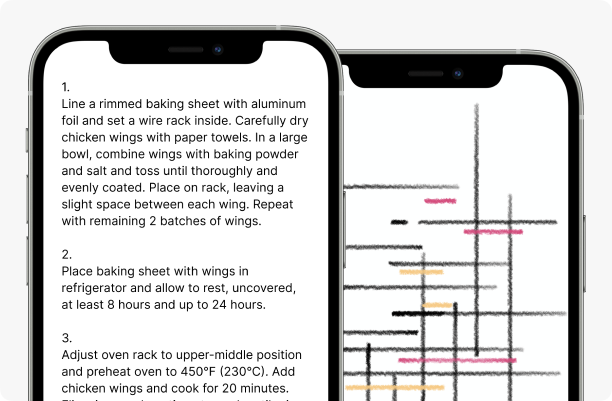 1.
Line a rimmed baking sheet with aluminum
foil and set a wire rack inside. Carefully dry
chicken wings with paper towels. In a large
bowl, combine wings with baking powder
and salt and toss until thoroughly and
evenly coated. Place on rack, leaving a
slight space between each wing. Repeat
with remaining 2 batches of wings.
2.
Place baking sheet with wings in
refrigerator and allow to rest, uncovered,
at least 8 hours and up to 24 hours.
3.
Adjust oven rack to upper-middle position
and preheat oven to 450°F (230°C). Add
chicken wings and cook for 20 minutes.